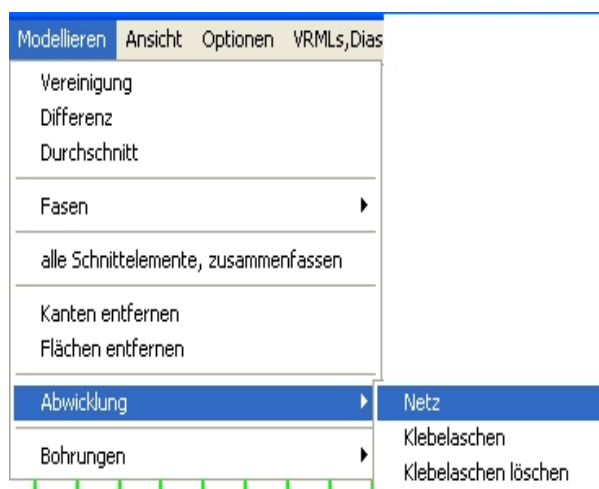 Modellieren Ansicht Optionen VRMLs,Dias
Vereinigung
Differenz
Durchschnitt
Fasen
alle Schnittelemente, zusammenfassen
Kanten entfernen
Flächen entfernen
Abwicklung
Netz
Klebelaschen
Bohrungen
Klebelaschen löschen